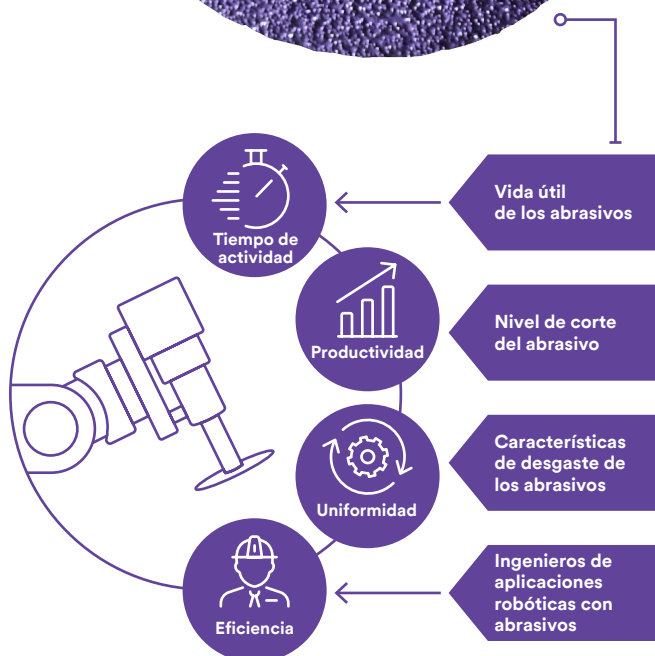 Tiempo de
actividad
Vida útil
de los abrasivos
Productividad
Nivel de corte
del abrasivo
Uniformidad
Características
de desgaste de
los abrasivos
Eficiencia
Ingenieros de
aplicaciones
robóticas con
abrasivos